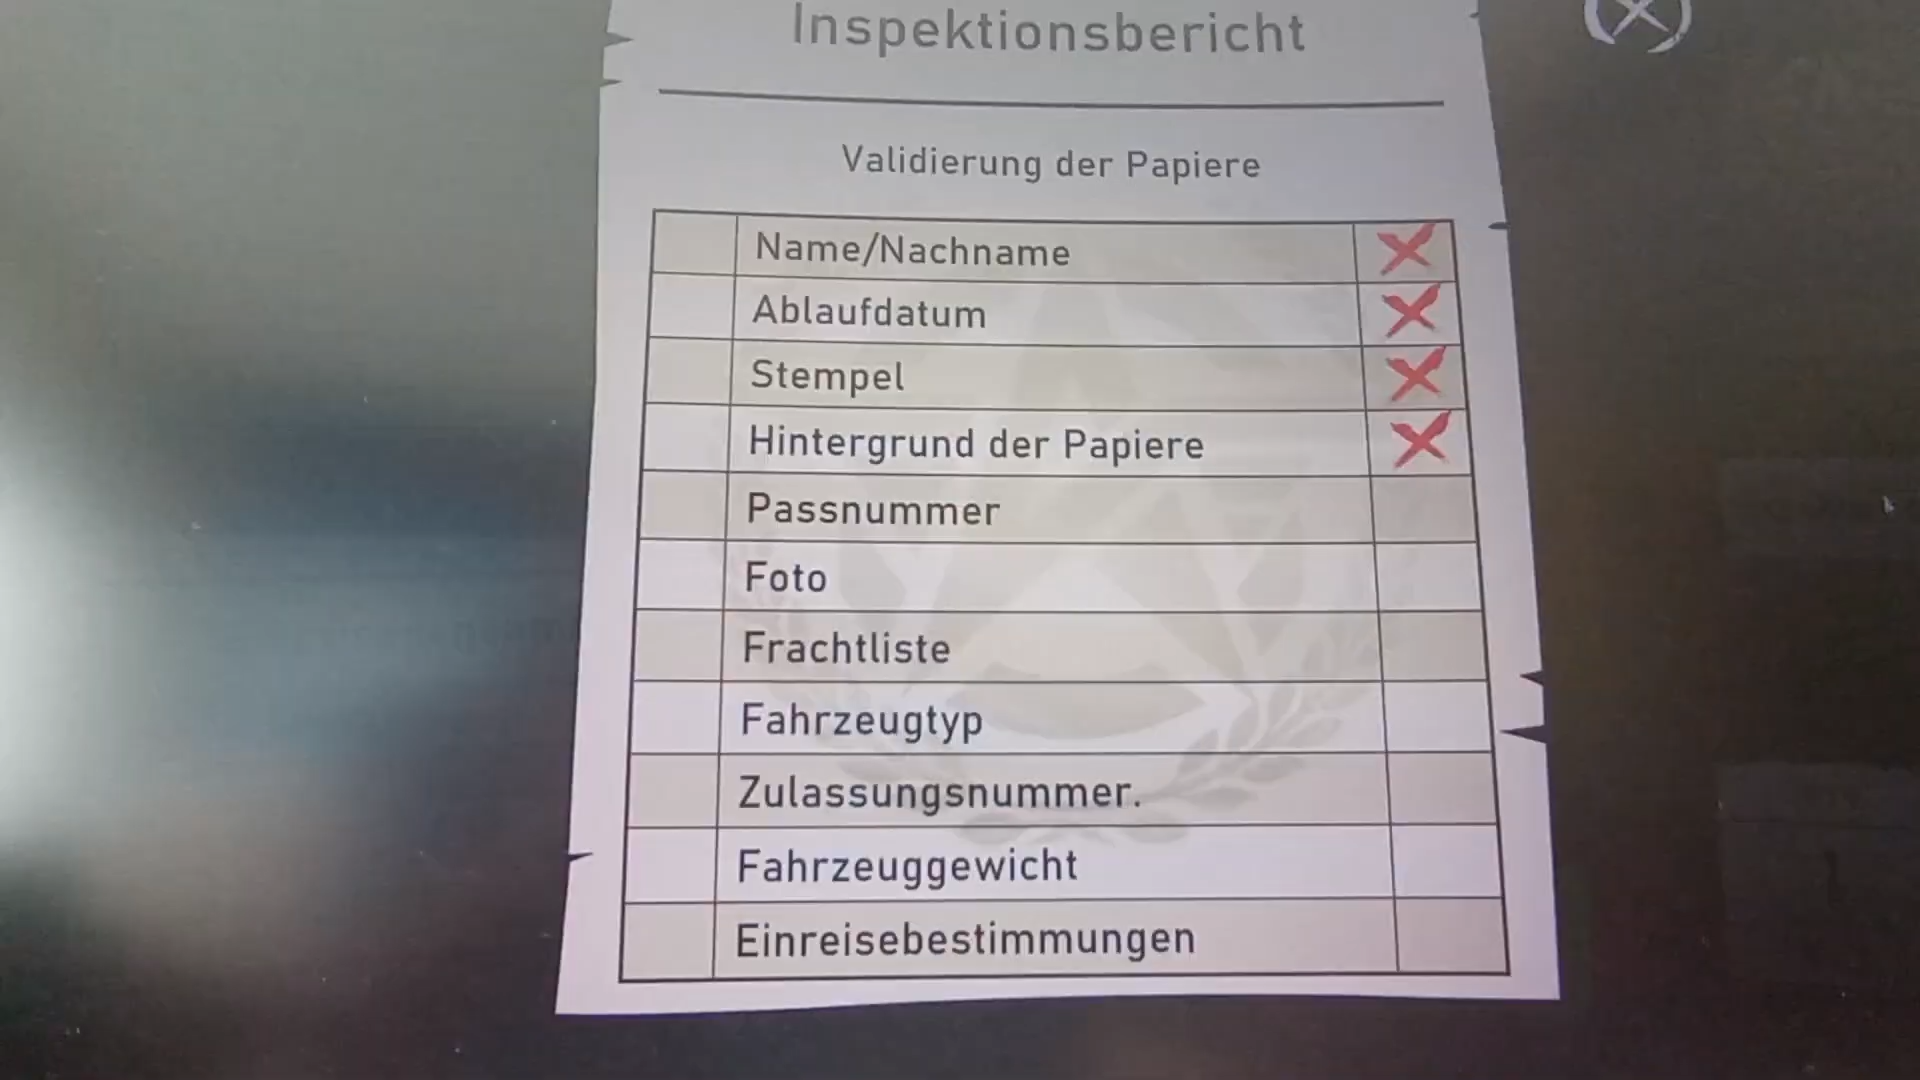 Inspektionsbericht
Validierung der Papiere
Name/Nachname
Ablaufdatum
Stempel
Hintergrund der Papiere
Passnummer
Foto
Frachtliste
Fahrzeugtyp
Zulassungsnummer.
Fahrzeuggewicht
Einreisebestimmungen